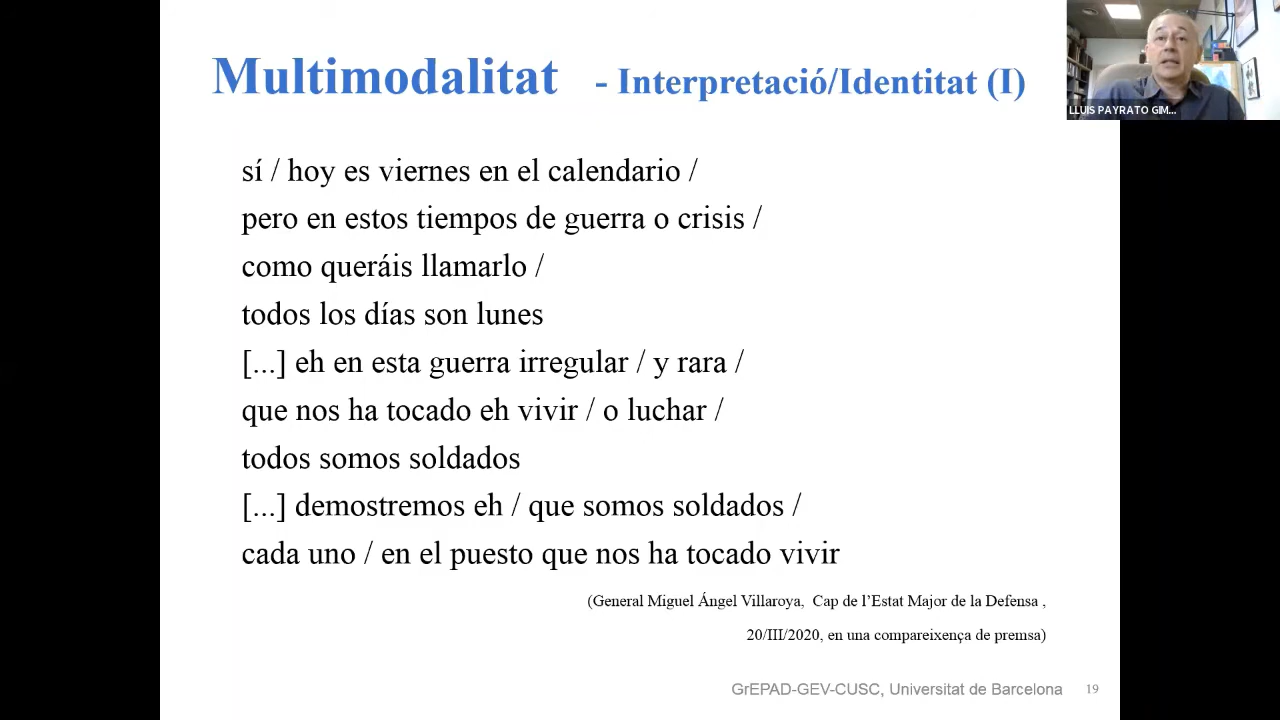 Multimodalitat - Interpretació/Identitat (I)
LLUIS PAYRATO GIM...
sí / hoy es viernes en el calendario /
pero en estos tiempos de guerra o crisis /
como queráis llamarlo /
todos los días son lunes
[...] eh en esta guerra irregular / y rara /
que nos ha tocado eh vivir / o luchar /
todos somos soldados
[...] demostremos eh / que somos soldados /
cada uno / en el puesto que nos ha tocado vivir
(General Miguel Ángel Villaroya, Cap de l’Estat Major de la Defensa ,
20/III/2020, en una compareixença de premsa)
GrEPAD-GEV-CUSC, Universitat de Barcelona 19